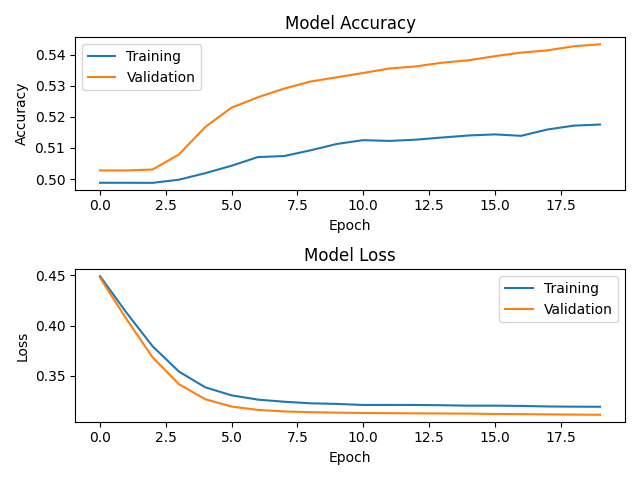 Model Accuracy
Training
Validation
0.54
0.53
0.52
0.51
0.50
Accuracy
0.0 2.5 5.0 7.5 10.0 12.5 15.0 17.5
Epoch
Model Loss
Training
Validation
0.45
0.40
0.35
Loss
0.0 2.5 5.0 7.5 10.0 12.5 15.0 17.5
Epoch